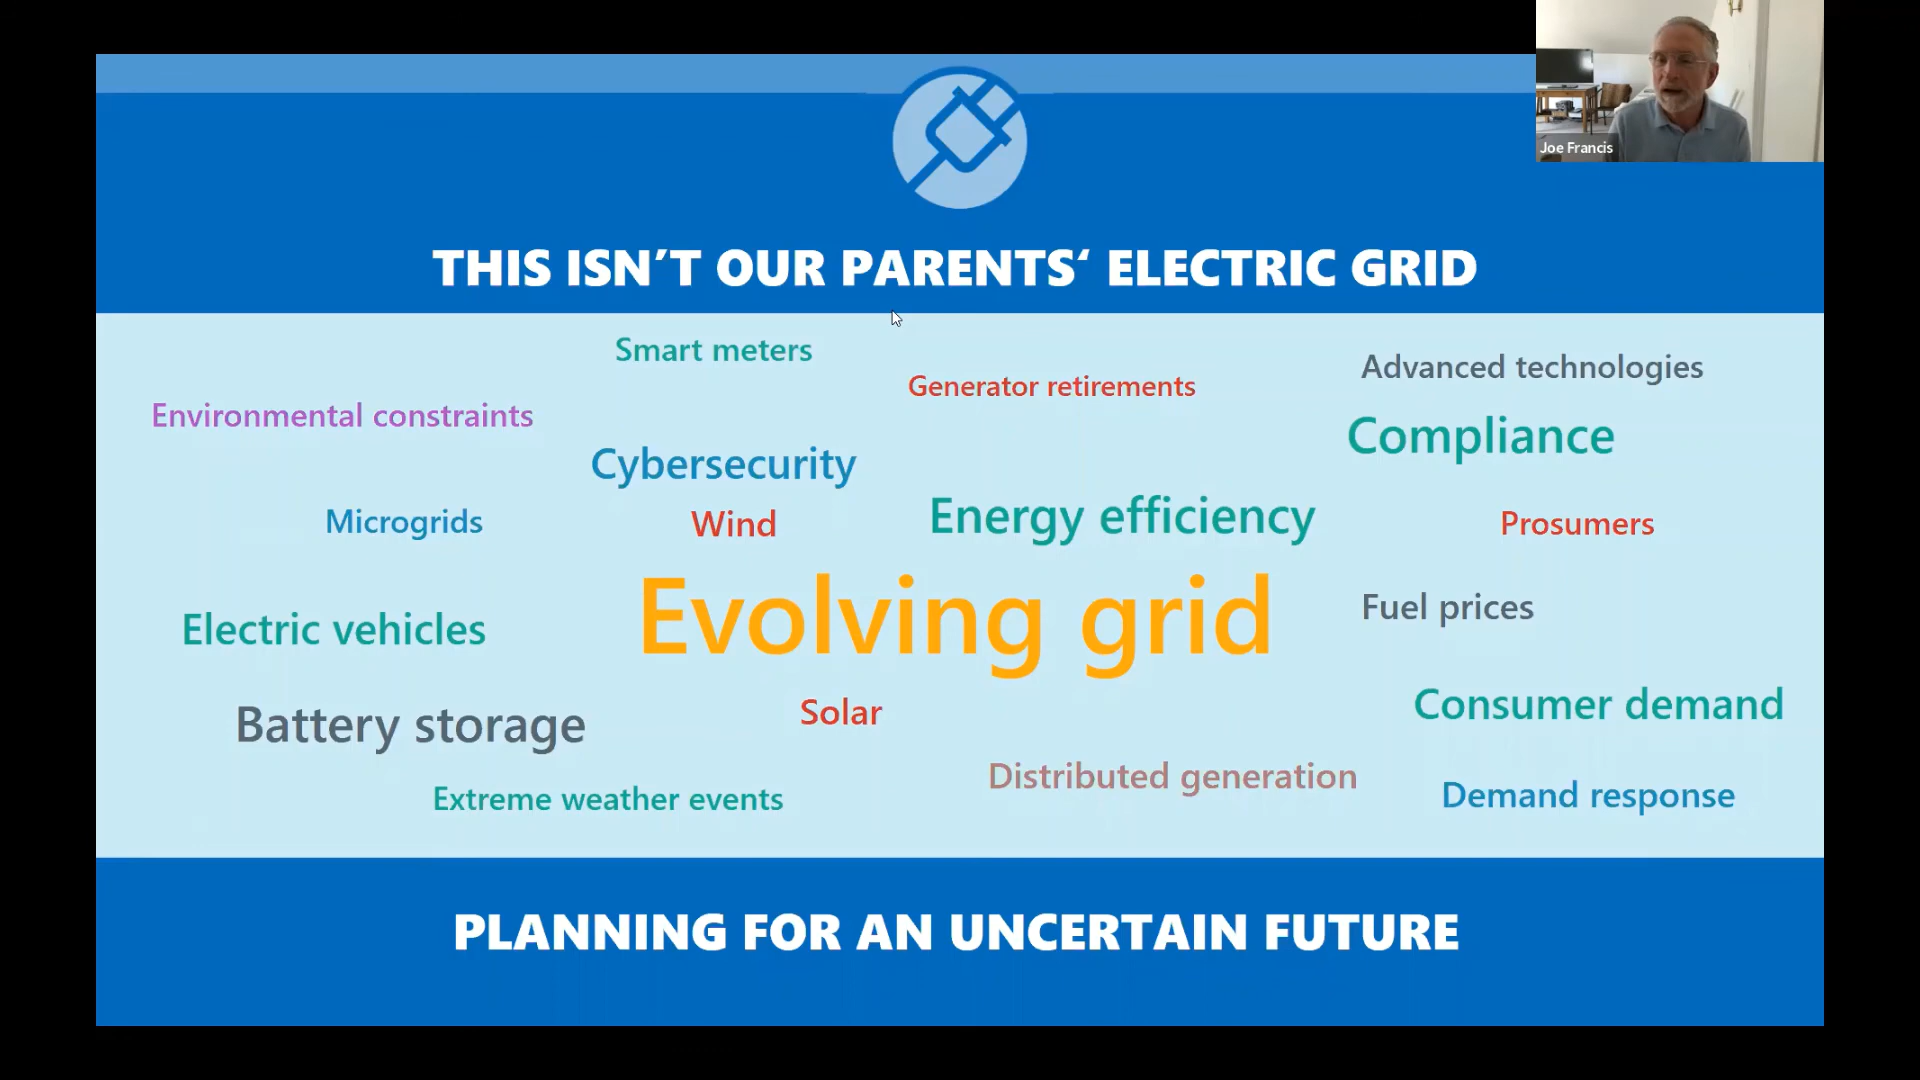 Joe Francis
THIS ISN’T OUR PARENTS‘ ELECTRIC GRID
Smart meters
Advanced technologies
Generator retirements
Environmental constraints
Compliance
Cybersecurity
Energy efficiency
Microgrids
Wind
Prosumers
Evolving grid
Fuel prices
Electric vehicles
Consumer demand
Solar
Battery storage
Distributed generation
Demand response
Extreme weather events
PLANNING FOR AN UNCERTAIN FUTURE